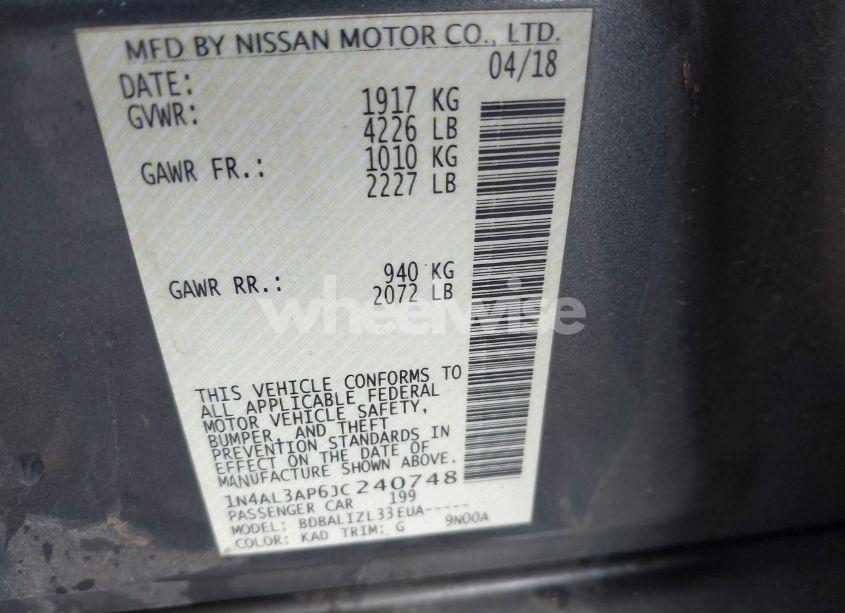 MFD BY NISSAN MOTOR CO., LTD.
DATE: 04/18
GVWR: 1917 KG
4226 LB
GAWR FR.: 1010 KG
2227 LB
GAWR RR.: 940 KG
2072 LB
wheelwise
THIS VEHICLE CONFORMS TO
ALL APPLICABLE FEDERAL
MOTOR VEHICLE SAFETY,
BUMPER, AND THEFT
PREVENTION STANDARDS IN
EFFECT ON THE DATE OF
MANUFACTURE SHOWN ABOVE.
1N4AL3AP6JC240748
PASSENGER CAR 199
MODEL: BDBALIZL33EUA-----
COLOR: KAD TRIM: G 9N00A